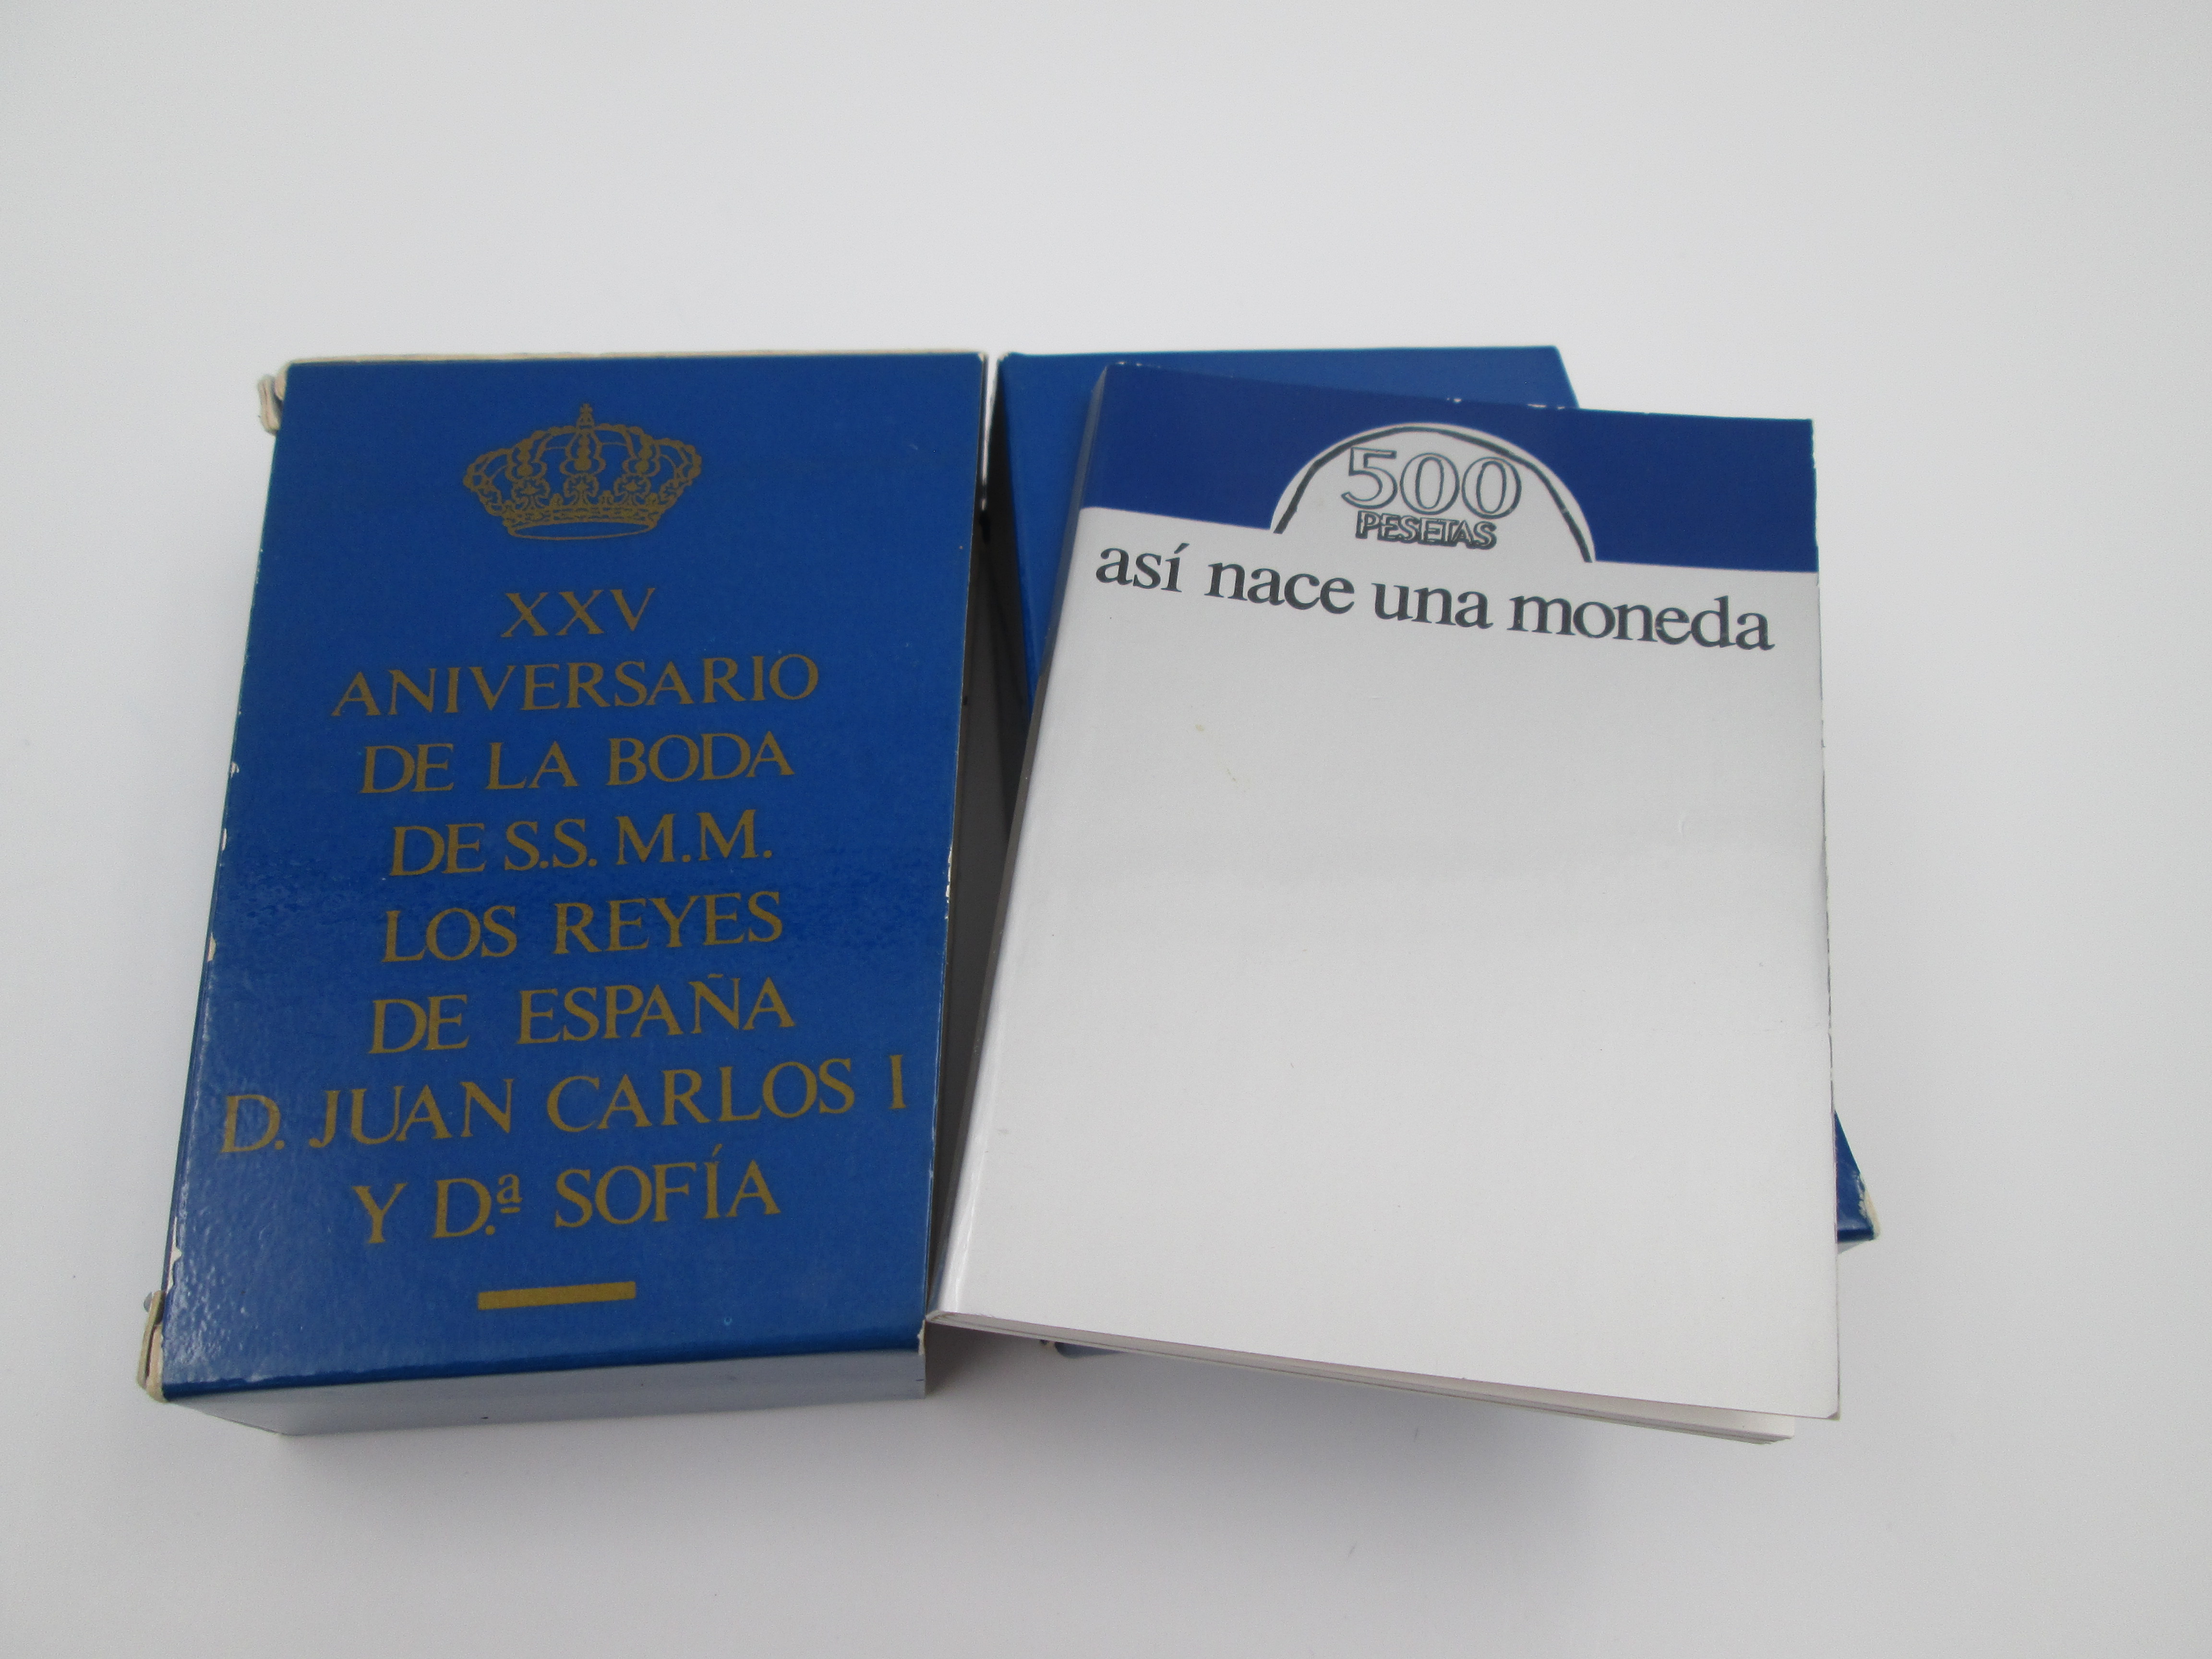 XXV
ANIVERSARIO
DE LA BODA
DE S.S. M.M.
LOS REYES
DE ESPAÑA
D. JUAN CARLOS I
Y D.ª SOFÍA
500
PESETAS
así nace una moneda